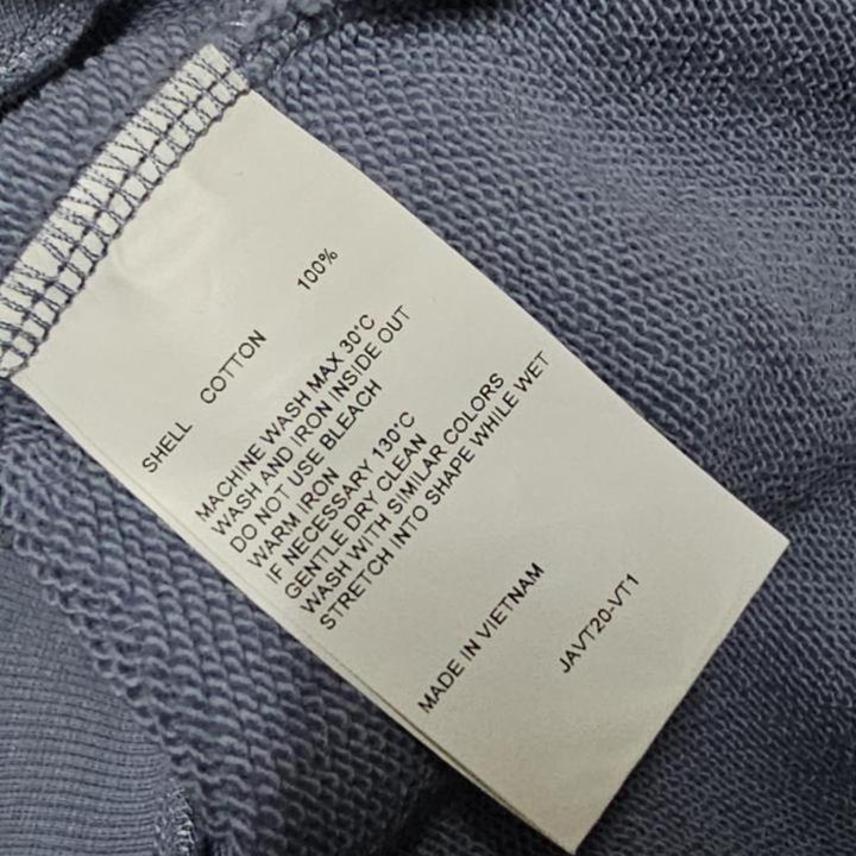 SHELL COTTON 100%
MACHINE WASH MAX 30°C
WASH AND IRON INSIDE OUT
DO NOT USE BLEACH
WARM IRON
IF NECESSARY 130°C
GENTLE DRY CLEAN
WASH WITH SIMILAR COLORS
STRETCH INTO SHAPE WHILE WET
MADE IN VIETNAM
JAVT20-VT1